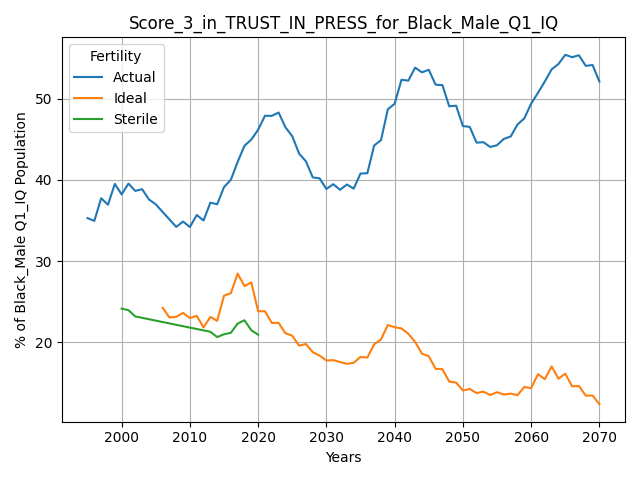 Score_3_in_TRUST_IN_PRESS_for_Black_Male_Q1_IQ
Fertility
Actual
Ideal
Sterile
% of Black_Male Q1_IQ Population
50
40
30
20
2000 2010 2020 2030 2040 2050 2060 2070
Years